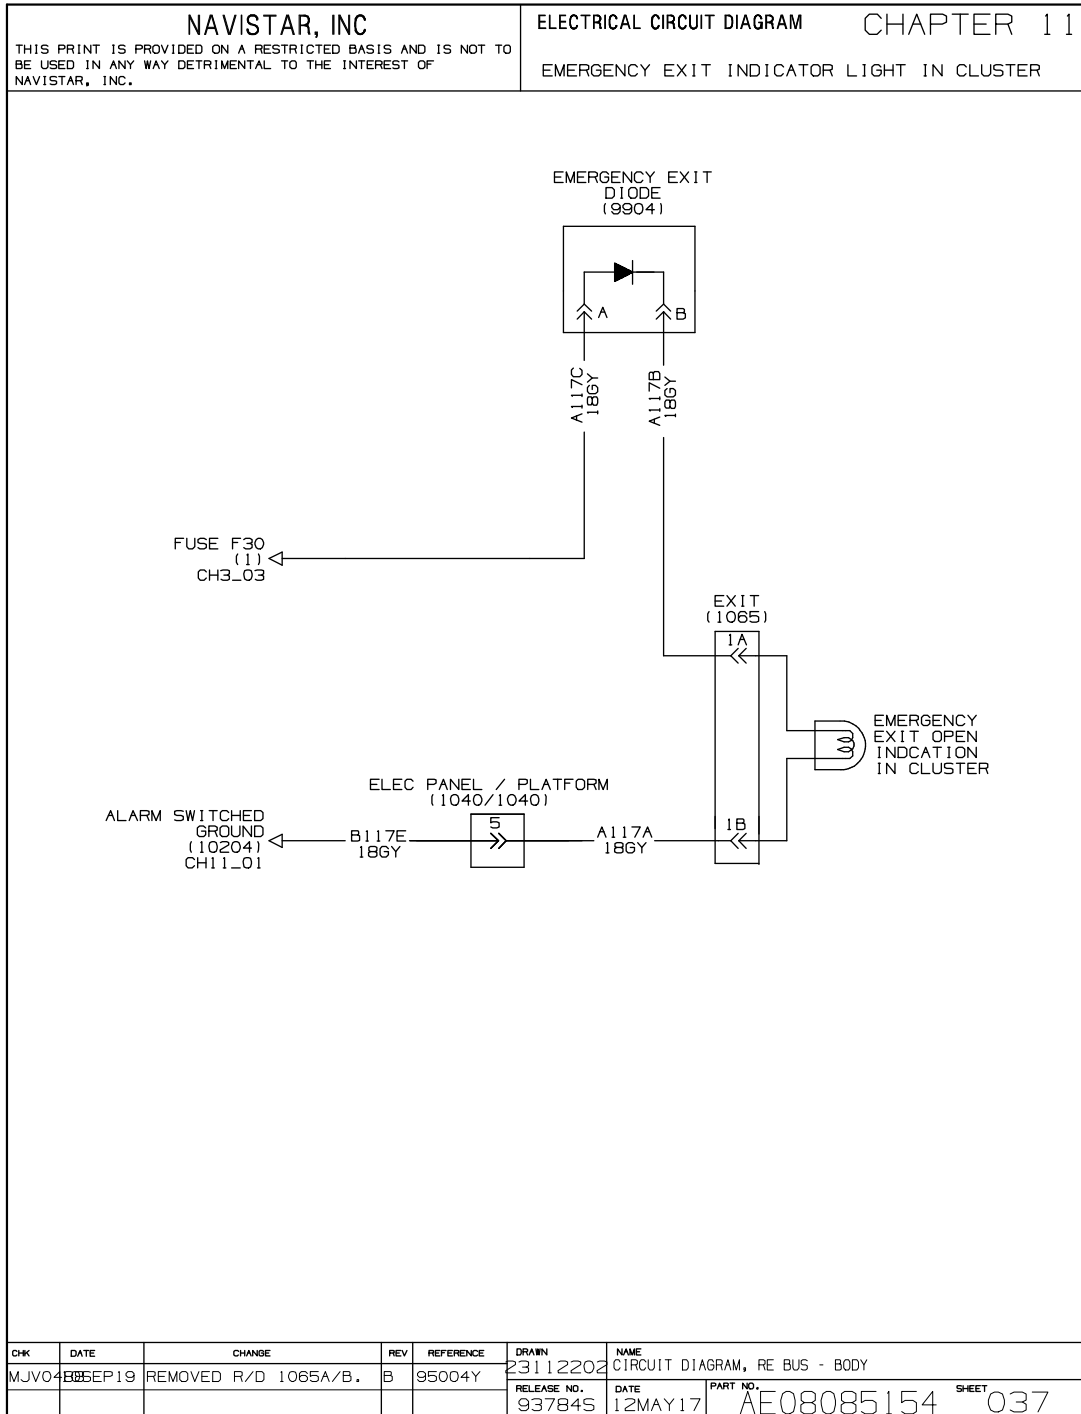 NAVISTAR, INC
THIS PRINT IS PROVIDED ON A RESTRICTED BASIS AND IS NOT TO
BE USED IN ANY WAY DETRIMENTAL TO THE INTEREST OF
NAVISTAR, INC.
ELECTRICAL CIRCUIT DIAGRAM
CHAPTER 11
EMERGENCY EXIT INDICATOR LIGHT IN CLUSTER
EMERGENCY EXIT
DIODE
(9904)
A
B
A117C
18GY
A117B
18GY
FUSE F30
(1)
CH3_03
EXIT
(1065)
1A
EMERGENCY
EXIT OPEN
INDCATION
IN CLUSTER
ELEC PANEL / PLATFORM
(1040/1040)
5
1B
ALARM SWITCHED
GROUND
(10204)
CH11_01
B117E
18GY
A117A
18GY
CHK
DATE
CHANGE
REV
REFERENCE
DRAWN
NAME
23112202
CIRCUIT DIAGRAM, RE BUS - BODY
REMOVED R/D 1065A/B.
B
95004Y
RELEASE NO.
DATE
PART NO.
SHEET
93784S
12MAY17
AE08085154
037